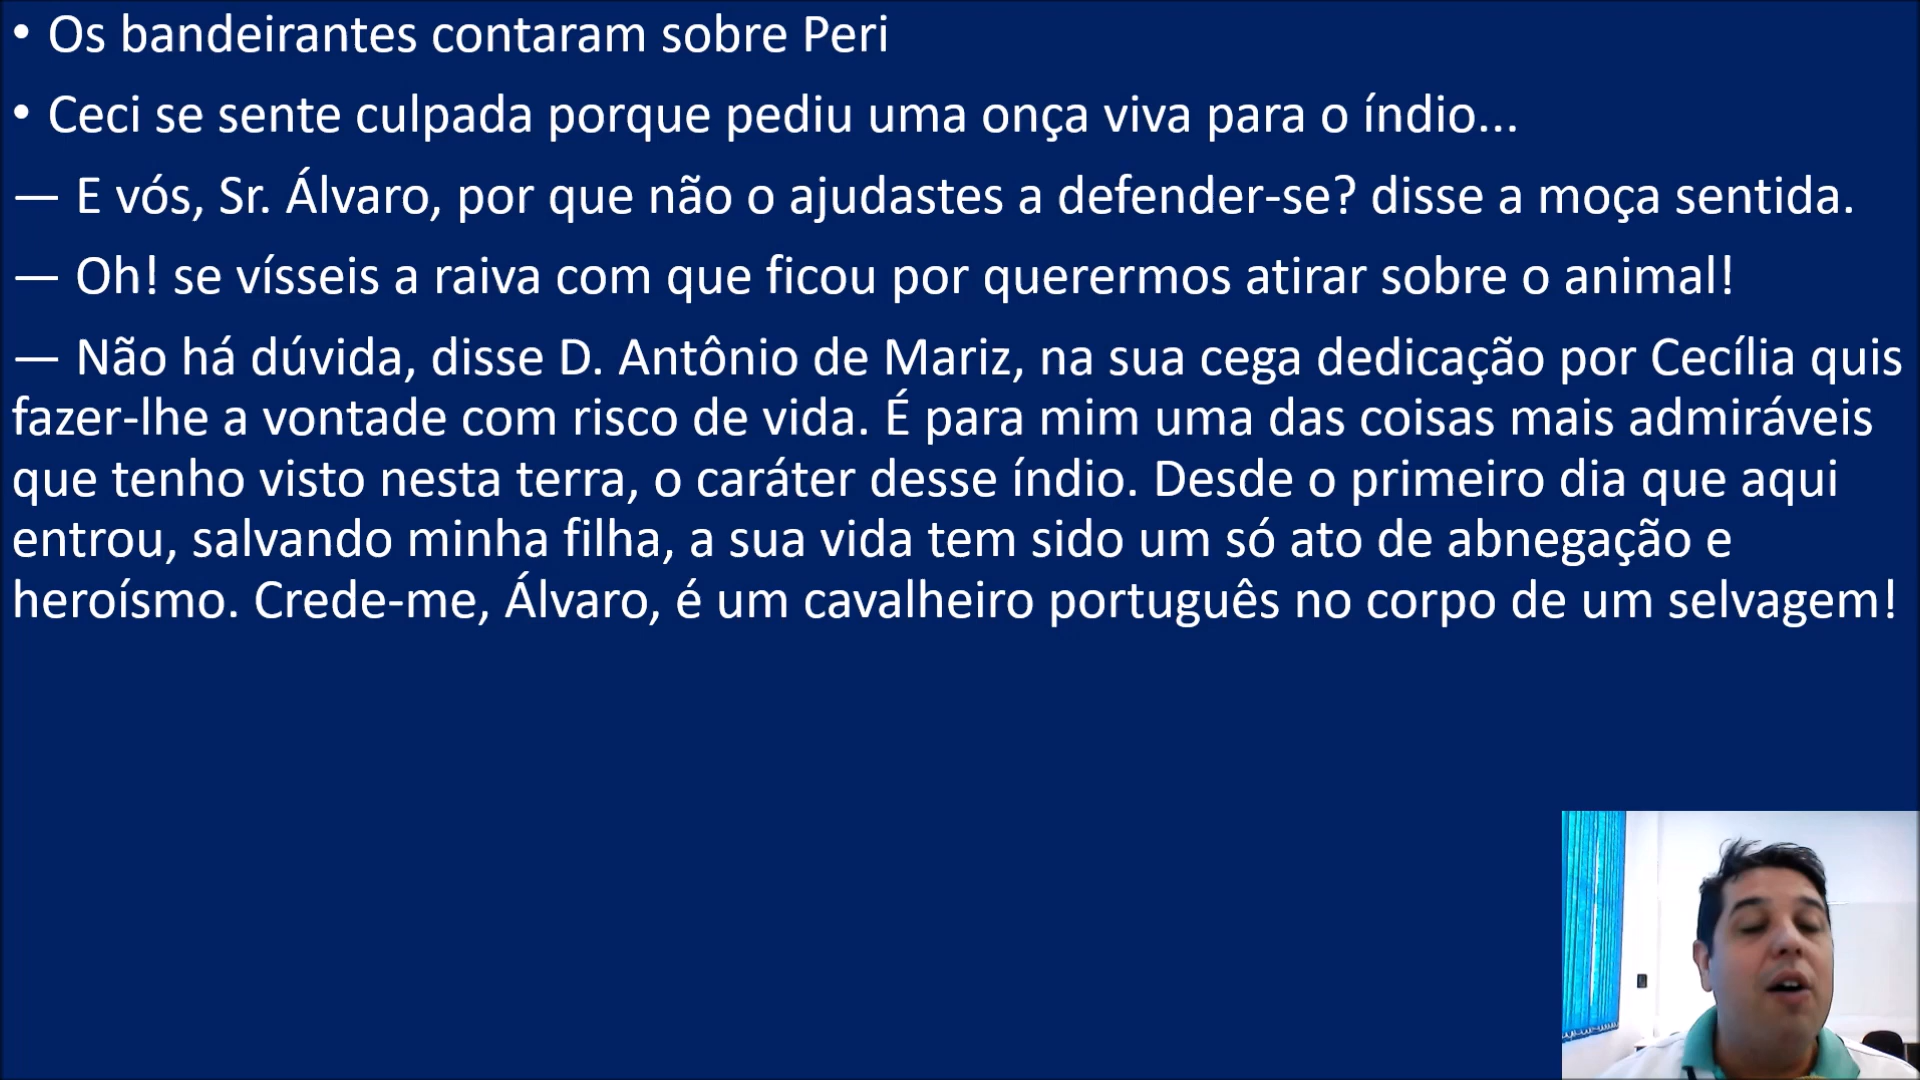 • Os bandeirantes contaram sobre Peri
• Ceci se sente culpada porque pediu uma onça viva para o índio...
— E vós, Sr. Álvaro, por que não o ajudastes a defender-se? disse a moça sentida.
— Oh! se vísseis a raiva com que ficou por querermos atirar sobre o animal!
— Não há dúvida, disse D. Antônio de Mariz, na sua cega dedicação por Cecília quis
fazer-lhe a vontade com risco de vida. É para mim uma das coisas mais admiráveis
que tenho visto nesta terra, o caráter desse índio. Desde o primeiro dia que aqui
entrou, salvando minha filha, a sua vida tem sido um só ato de abnegação e
heroísmo. Crede-me, Álvaro, é um cavalheiro português no corpo de um selvagem!